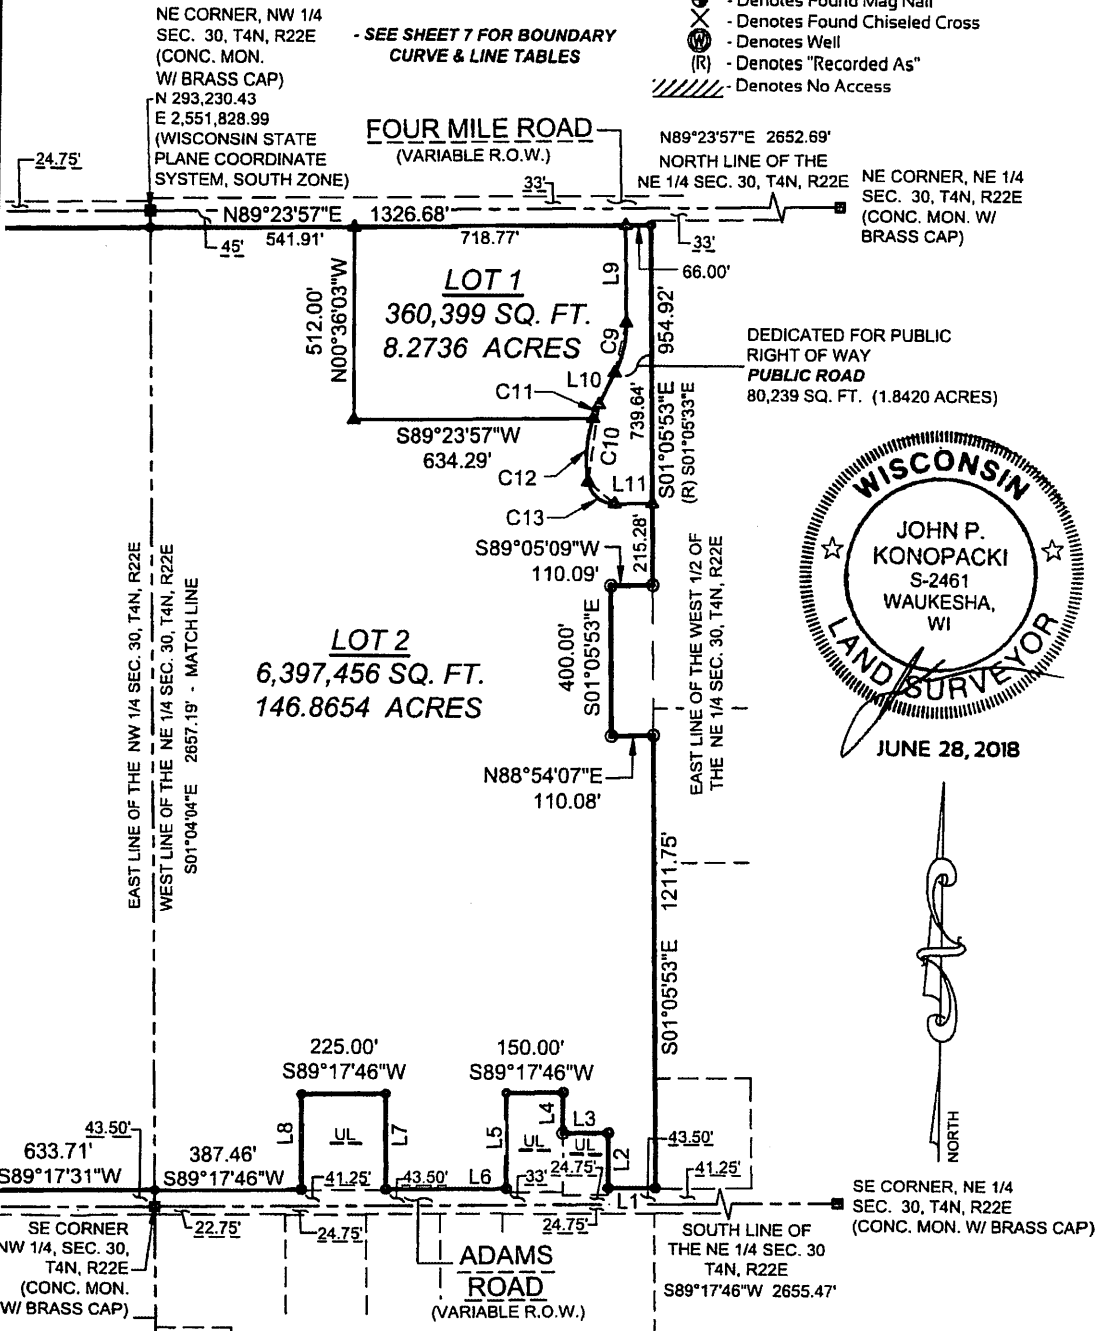 NE CORNER, NW 1/4
SEC. 30, T4N, R22E
(CONC. MON.
W/ BRASS CAP)
N 293,230.43
E 2,551,828.99
(WISCONSIN STATE
PLANE COORDINATE
SYSTEM, SOUTH ZONE)
- SEE SHEET 7 FOR BOUNDARY
CURVE & LINE TABLES
- Denotes Found Mag Nail
- Denotes Found Chiseled Cross
W - Denotes Well
(R) - Denotes "Recorded As"
- Denotes No Access
FOUR MILE ROAD
(VARIABLE R.O.W.)
N89°23'57"E 2652.69'
NORTH LINE OF THE
NE 1/4 SEC. 30, T4N, R22E
NE CORNER, NE 1/4
SEC. 30, T4N, R22E
(CONC. MON. W/
BRASS CAP)
24.75'
33'
N89°23'57"E 1326.68'
45'
541.91'
718.77'
33'
66.00'
LOT 1
360,399 SQ. FT.
8.2736 ACRES
512.00'
N00°36'03"W
L9
C9
L10
C11
C10
C12
C13
L11
S89°23'57"W
634.29'
954.92'
739.64'
S01°05'53"E
(R) S01°05'33"E
215.28'
DEDICATED FOR PUBLIC
RIGHT OF WAY
PUBLIC ROAD
80,239 SQ. FT. (1.8420 ACRES)
WISCONSIN
JOHN P.
KONOPACKI
S-2461
WAUKESHA,
WI
LAND SURVEYOR
JUNE 28, 2018
S89°05'09"W
110.09'
400.00'
S01°05'53"E
N88°54'07"E
110.08'
EAST LINE OF THE WEST 1/2 OF
THE NE 1/4 SEC. 30, T4N, R22E
LOT 2
6,397,456 SQ. FT.
146.8654 ACRES
EAST LINE OF THE NW 1/4 SEC. 30, T4N, R22E
WEST LINE OF THE NE 1/4 SEC. 30, T4N, R22E
S01°04'04"E 2657.19' - MATCH LINE
1211.75'
S01°05'53"E
225.00'
S89°17'46"W
150.00'
S89°17'46"W
L8
UL
L7
L5
UL
L4
L3
UL
L2
43.50'
633.71'
S89°17'31"W
387.46'
S89°17'46"W
41.25'
43.50'
L6
33'
24.75'
L1
43.50'
41.25'
22.75'
24.75'
24.75'
SE CORNER
NW 1/4, SEC. 30,
T4N, R22E
(CONC. MON.
W/ BRASS CAP)
ADAMS
ROAD
(VARIABLE R.O.W.)
SOUTH LINE OF
THE NE 1/4 SEC. 30
T4N, R22E
S89°17'46"W 2655.47'
SE CORNER, NE 1/4
SEC. 30, T4N, R22E
(CONC. MON. W/ BRASS CAP)
NORTH